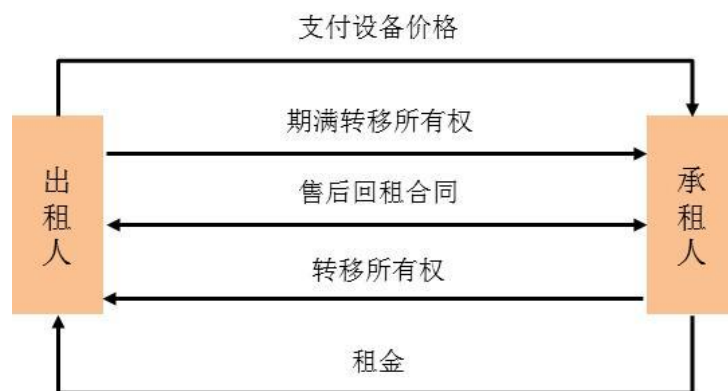 支付设备价格
期满转移所有权
出租人
承租人
售后回租合同
转移所有权
租金